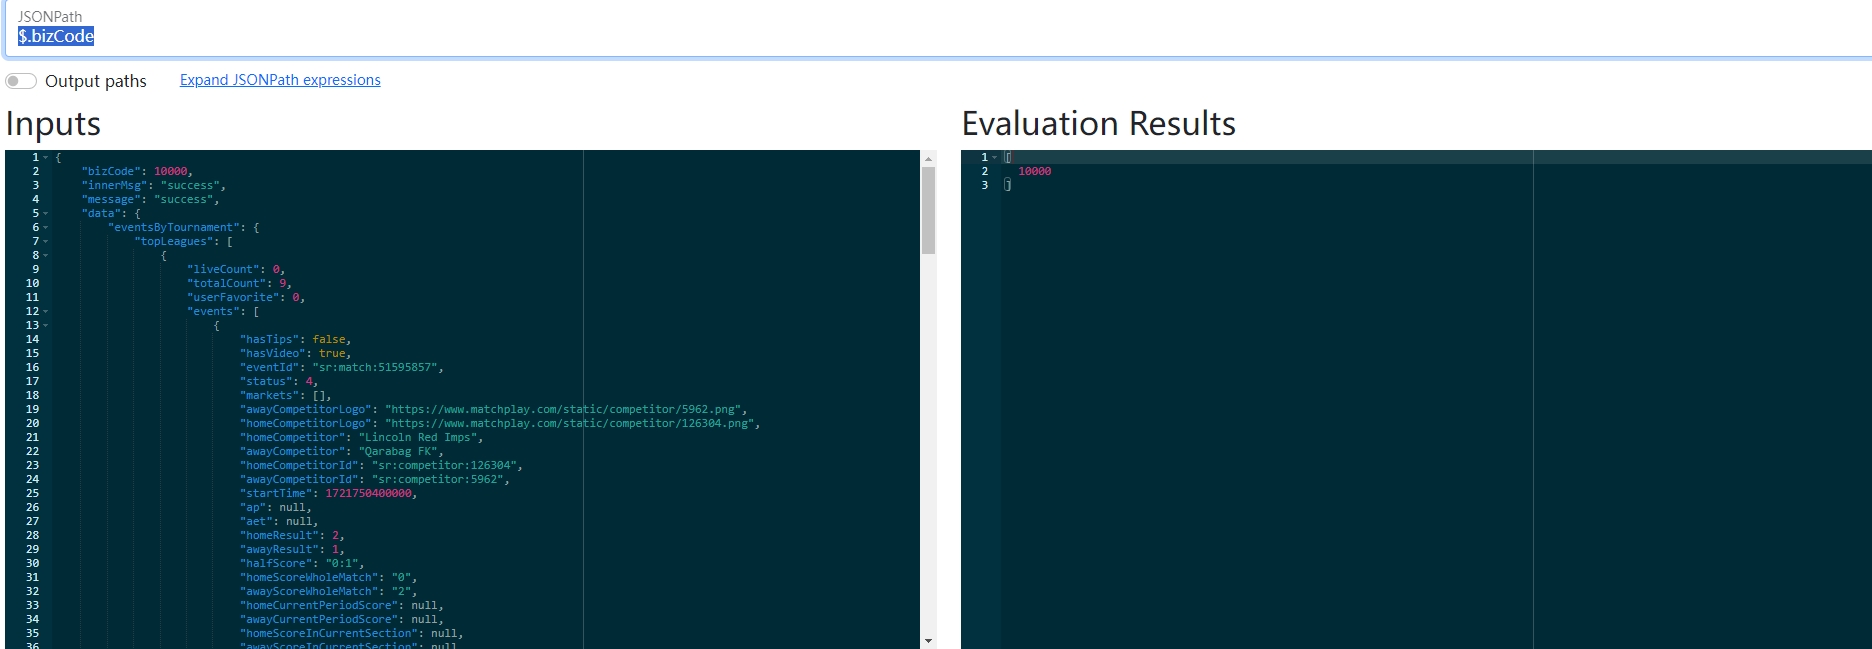 JSONPath
$.bizCode
Output paths
Expand JSONPath expressions
Inputs
1 {
2 "bizCode": 10000,
3 "innerMsg": "success",
4 "message": "success",
5 "data": {
6 "eventsByTournament": {
7 "topLeagues": [
8 {
9 "liveCount": 0,
10 "totalCount": 9,
11 "userFavorite": 0,
12 "events": [
13 {
14 "hasTips": false,
15 "hasVideo": true,
16 "eventId": "sr:match:51595857",
17 "status": 4,
18 "markets": [],
19 "awayCompetitorLogo": "https://www.matchplay.com/static/competitor/5962.png",
20 "homeCompetitorLogo": "https://www.matchplay.com/static/competitor/126304.png",
21 "homeCompetitor": "Lincoln Red Imps",
22 "awayCompetitor": "Qarabag FK",
23 "homeCompetitorId": "sr:competitor:126304",
24 "awayCompetitorId": "sr:competitor:5962",
25 "startTime": 1721750400000,
26 "ap": null,
27 "aet": null,
28 "homeResult": 2,
29 "awayResult": 1,
30 "halfScore": "0:1",
31 "homeScoreWholeMatch": "0",
32 "awayScoreWholeMatch": "2",
33 "homeCurrentPeriodScore": null,
34 "awayCurrentPeriodScore": null,
35 "homeScoreInCurrentSection": null,
36 "awayScoreInCurrentSection": null
Evaluation Results
1 [
2 10000
3 ]